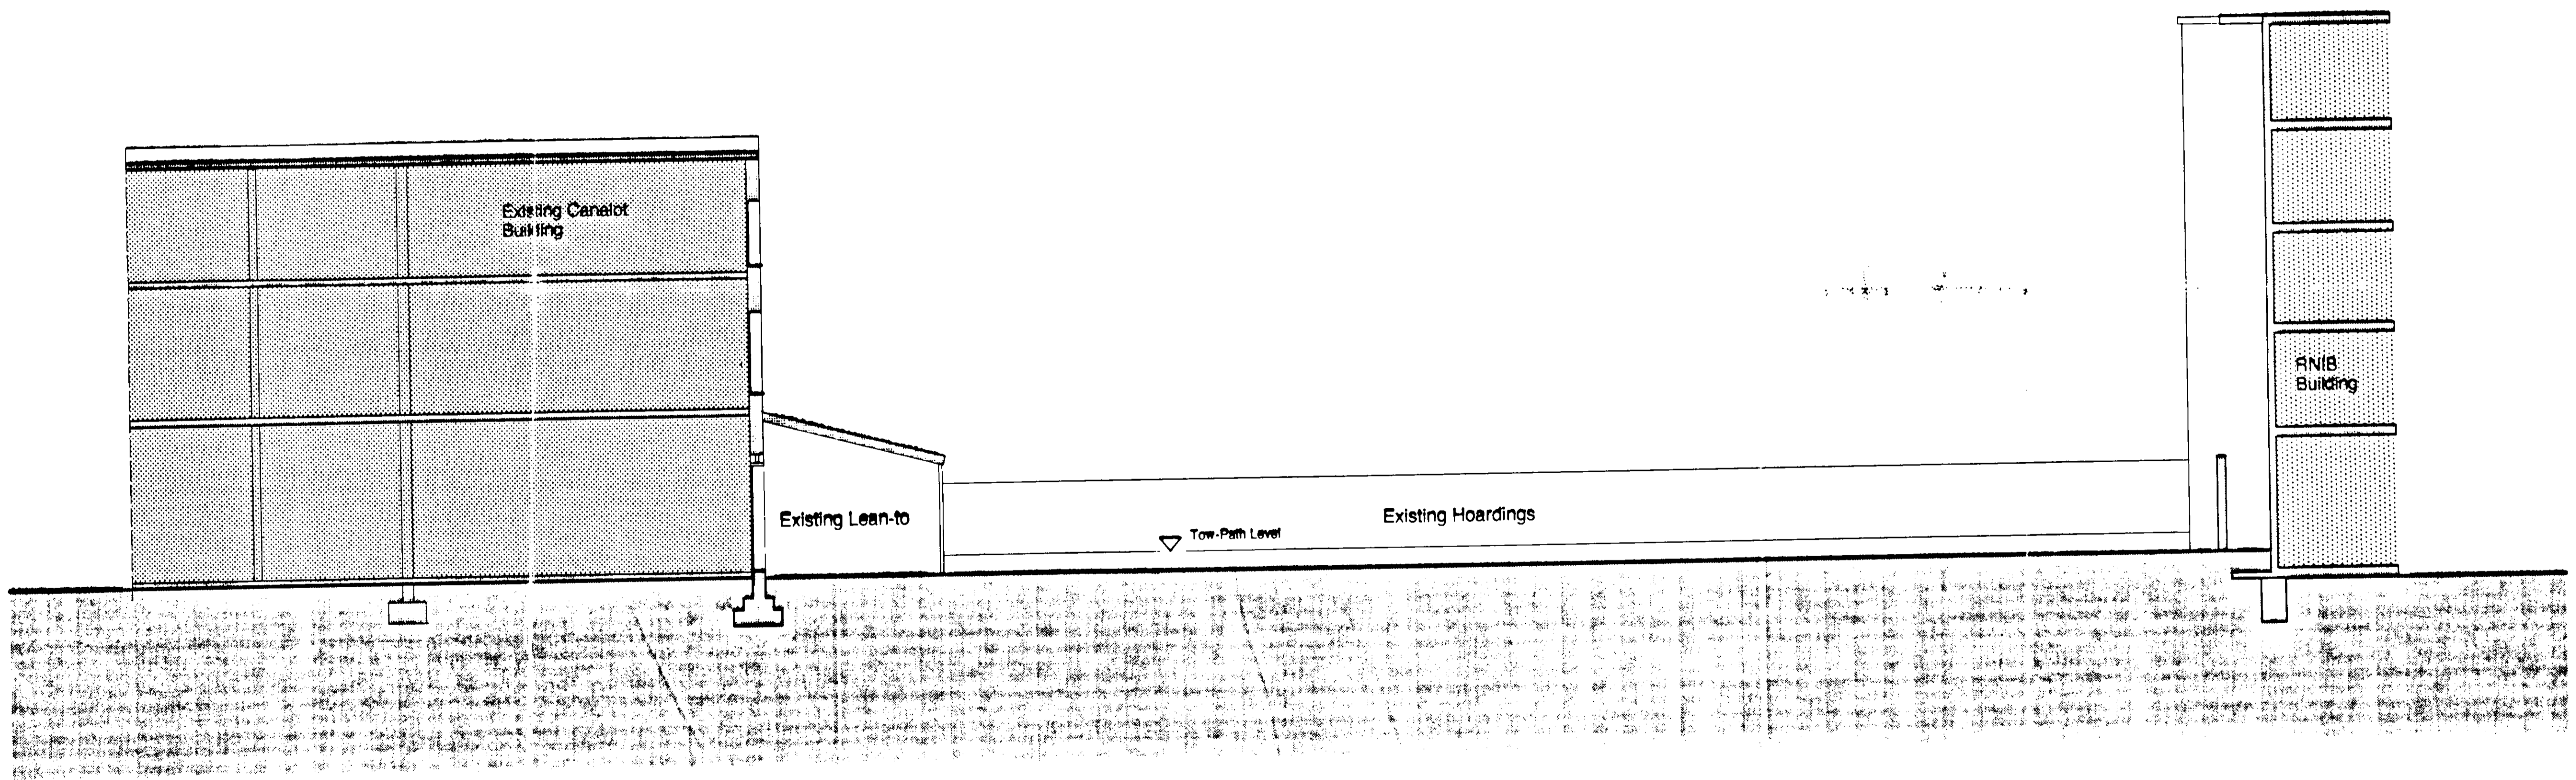 Existing Canalot
Building
RNIB
Building
Existing Lean-to
Existing Hoardings
Tow-Path Level